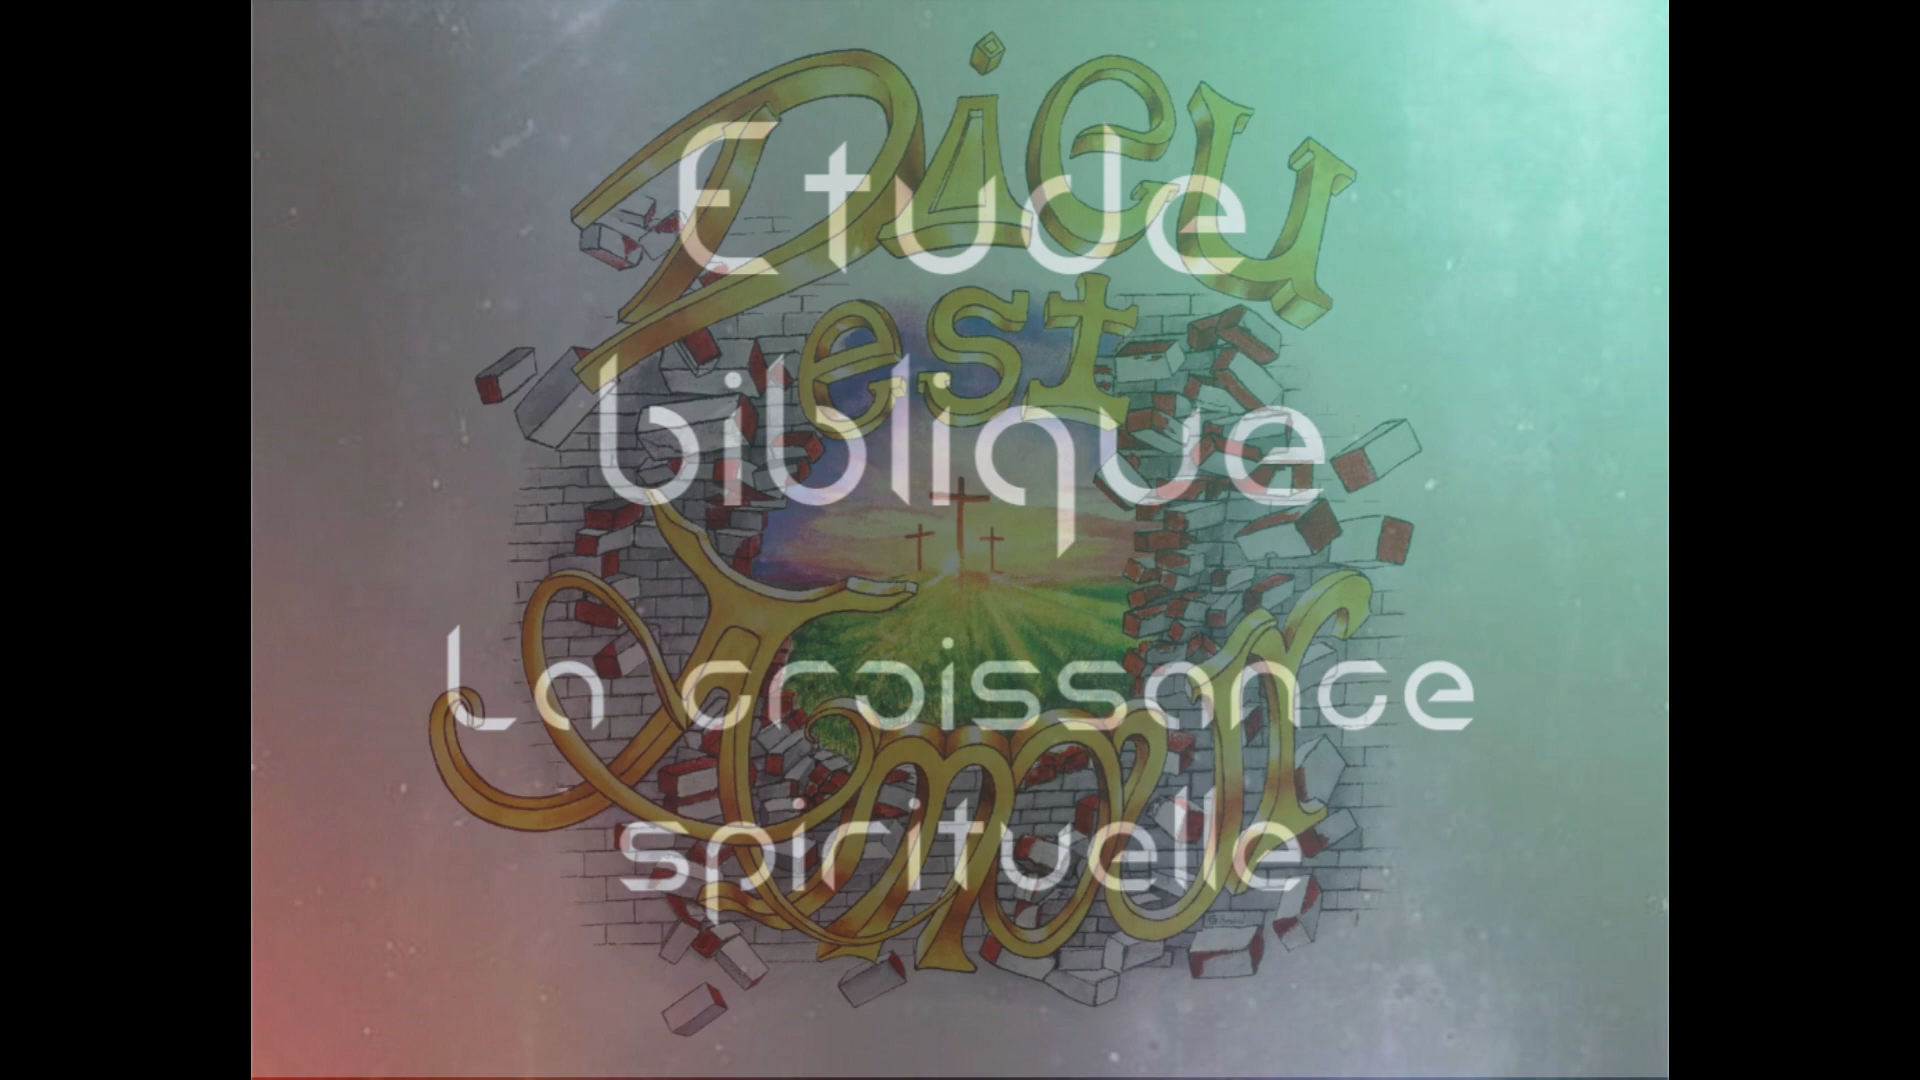 Dieu
est
Amour
Etude
biblique
La croissance
spirituelle